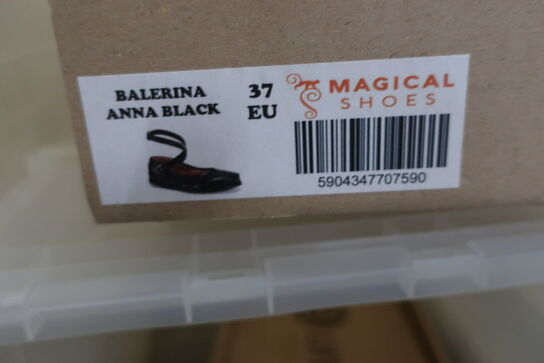 BALERINA
ANNA BLACK
37
EU
MAGICAL
SHOES
5904347707590